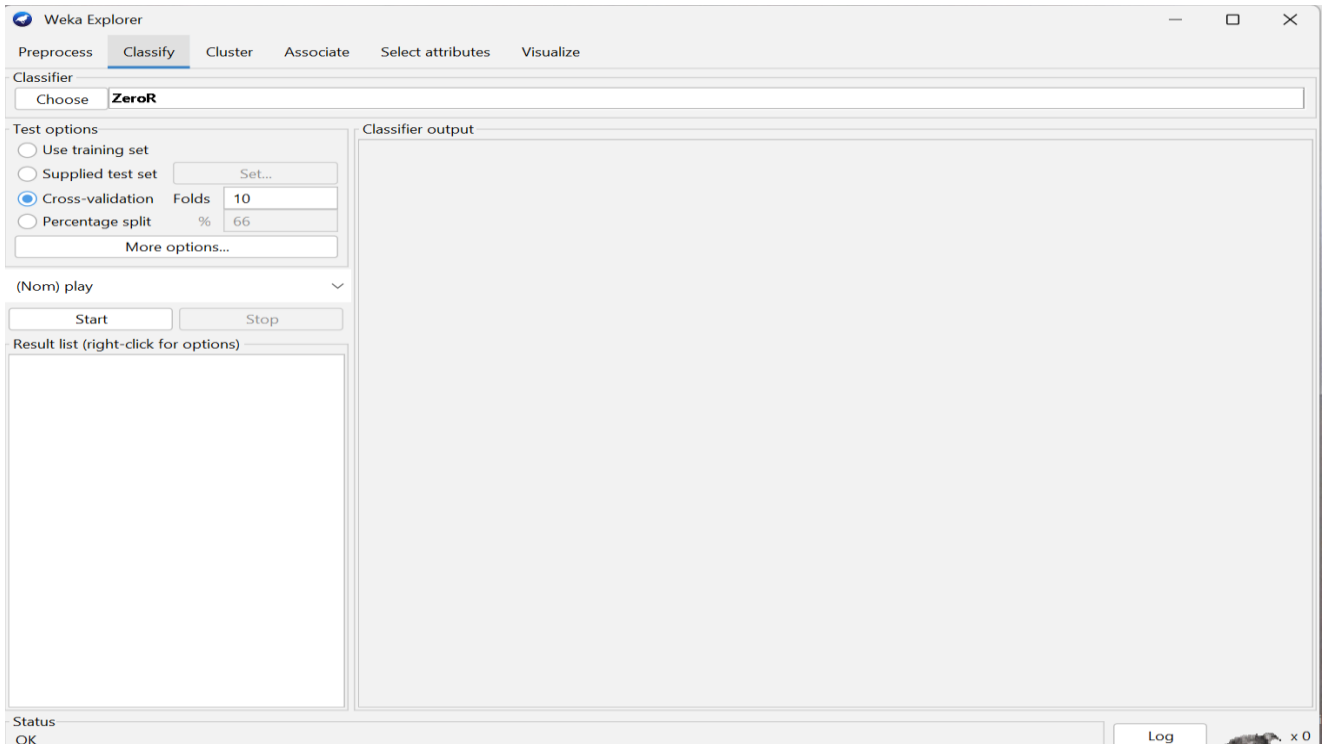 Weka Explorer
Preprocess Classify Cluster Associate Select attributes Visualize
Classifier
Choose ZeroR
Test options
Use training set
Supplied test set Set...
Cross-validation Folds 10
Percentage split % 66
More options...
(Nom) play
Start Stop
Result list (right-click for options)
Classifier output
Status
OK
Log x 0